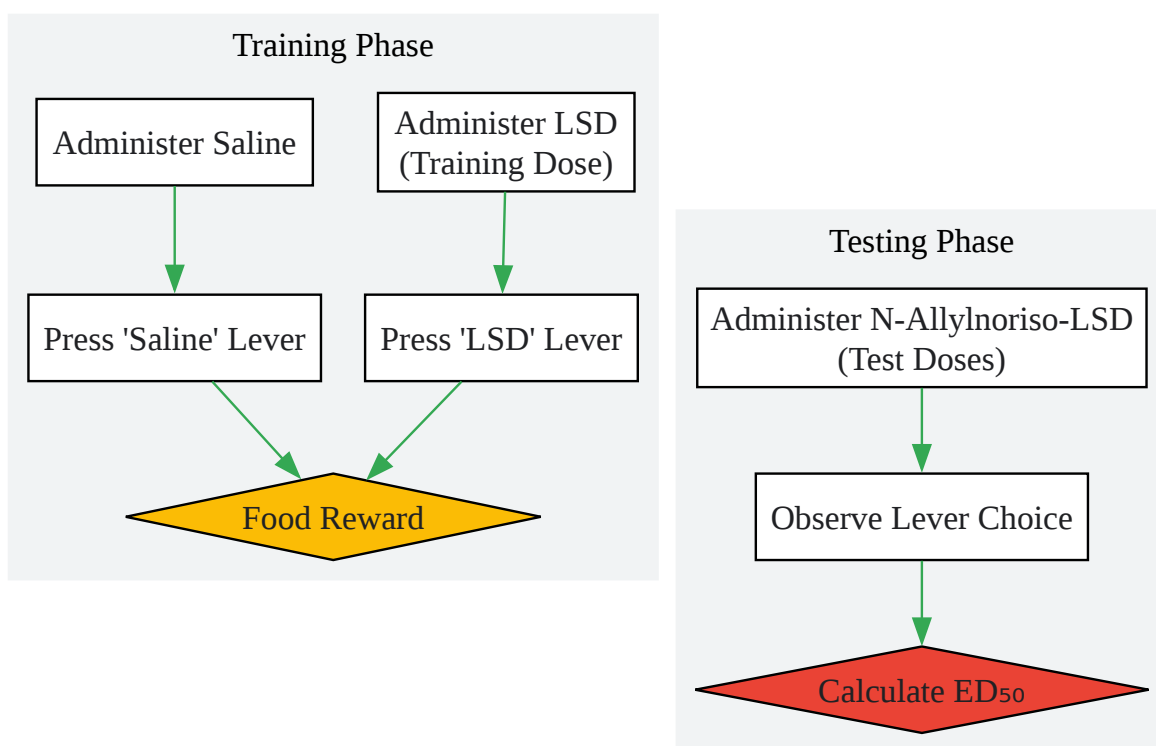 Training Phase
Administer Saline
Administer LSD
(Training Dose)
Press 'Saline' Lever
Press 'LSD' Lever
Food Reward
Testing Phase
Administer N-Allylnoriso-LSD
(Test Doses)
Observe Lever Choice
Calculate ED₅₀